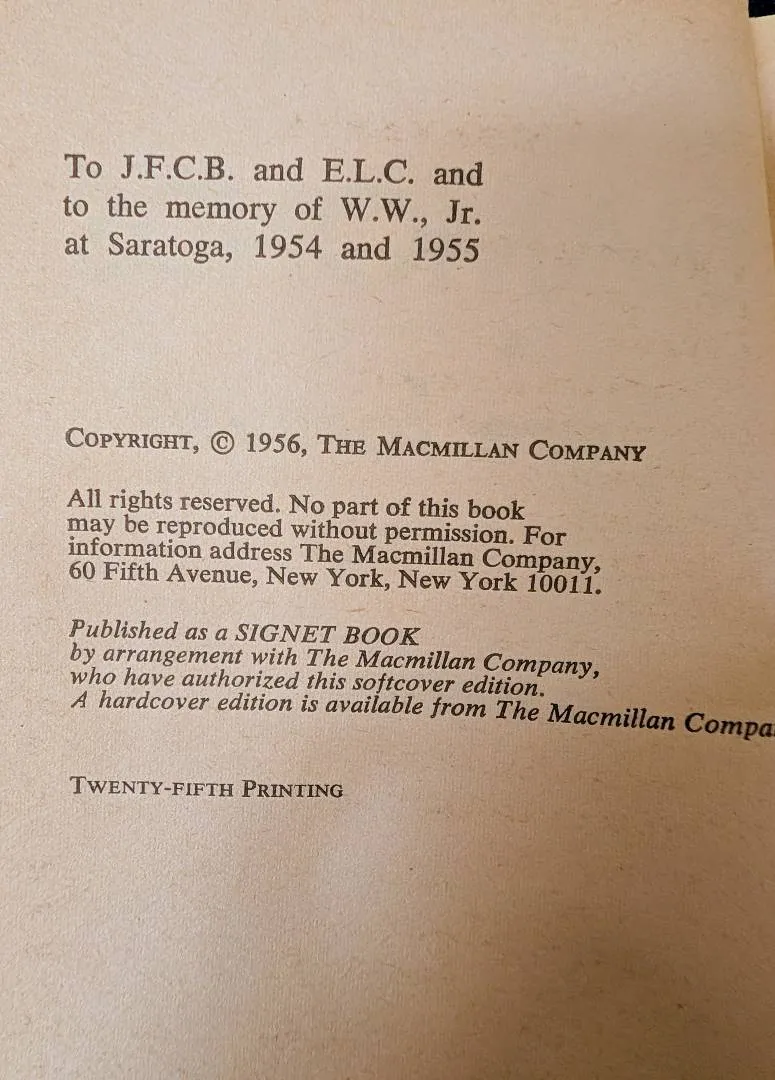 To J.F.C.B. and E.L.C. and
to the memory of W.W., Jr.
at Saratoga, 1954 and 1955
COPYRIGHT, © 1956, THE MACMILLAN COMPANY
All rights reserved. No part of this book
may be reproduced without permission. For
information address The Macmillan Company,
60 Fifth Avenue, New York, New York 10011.
Published as a SIGNET BOOK
by arrangement with The Macmillan Company,
who have authorized this softcover edition.
A hardcover edition is available from The Macmillan Compa
TWENTY-FIFTH PRINTING